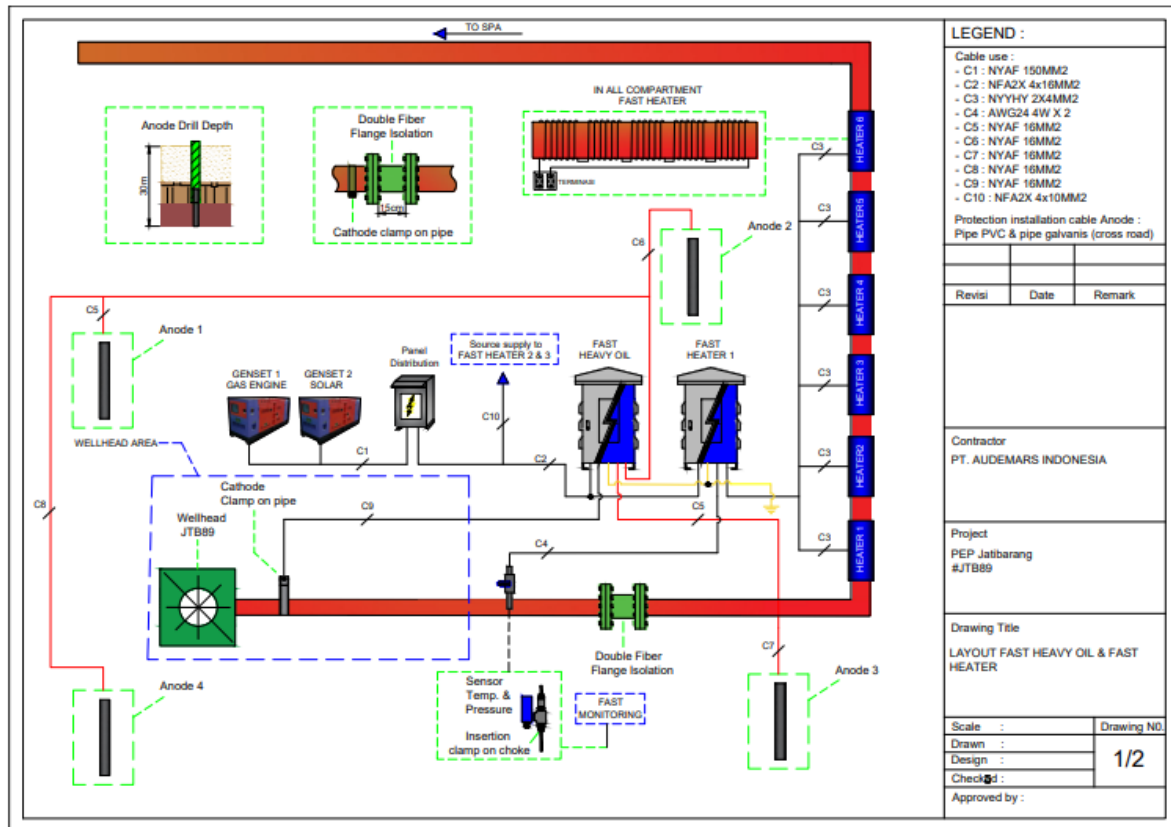 TO SPA
Anode Drill Depth
30m
Double Fiber
Flange Isolation
15cm
Cathode clamp on pipe
IN ALL COMPARTMENT
FAST HEATER
TERMINASI
HEATER 6
C3
HEATER5
C3
HEATER 4
C3
HEATER 3
C3
HEATER2
C3
HEATER 1
C3
C6
Anode 2
C5
Anode 1
GENSET 1
GAS ENGINE
GENSET 2
SOLAR
Panel
Distribution
Source supply to
FAST HEATER 2 & 3
FAST
HEAVY OIL
FAST
HEATER 1
C10
C1
C2
WELLHEAD AREA
C8
Cathode
Clamp on pipe
C9
C5
C4
Wellhead
JTB89
Double Fiber
Flange Isolation
C7
Anode 3
Anode 4
Sensor
Temp. &
Pressure
Insertion
clamp on choke
FAST
MONITORING
LEGEND :
Cable use :
- C1 : NYAF 150MM2
- C2 : NFA2X 4x16MM2
- C3 : NYYHY 2X4MM2
- C4 : AWG24 4W X 2
- C5 : NYAF 16MM2
- C6 : NYAF 16MM2
- C7 : NYAF 16MM2
- C8 : NYAF 16MM2
- C9 : NYAF 16MM2
- C10 : NFA2X 4x10MM2
Protection installation cable Anode :
Pipe PVC & pipe galvanis (cross road)
Revisi Date Remark
Contractor
PT. AUDEMARS INDONESIA
Project
PEP Jatibarang
#JTB89
Drawing Title
LAYOUT FAST HEAVY OIL & FAST
HEATER
Scale :
Drawn :
Design :
Checked :
Drawing N0.
1/2
Approved by :